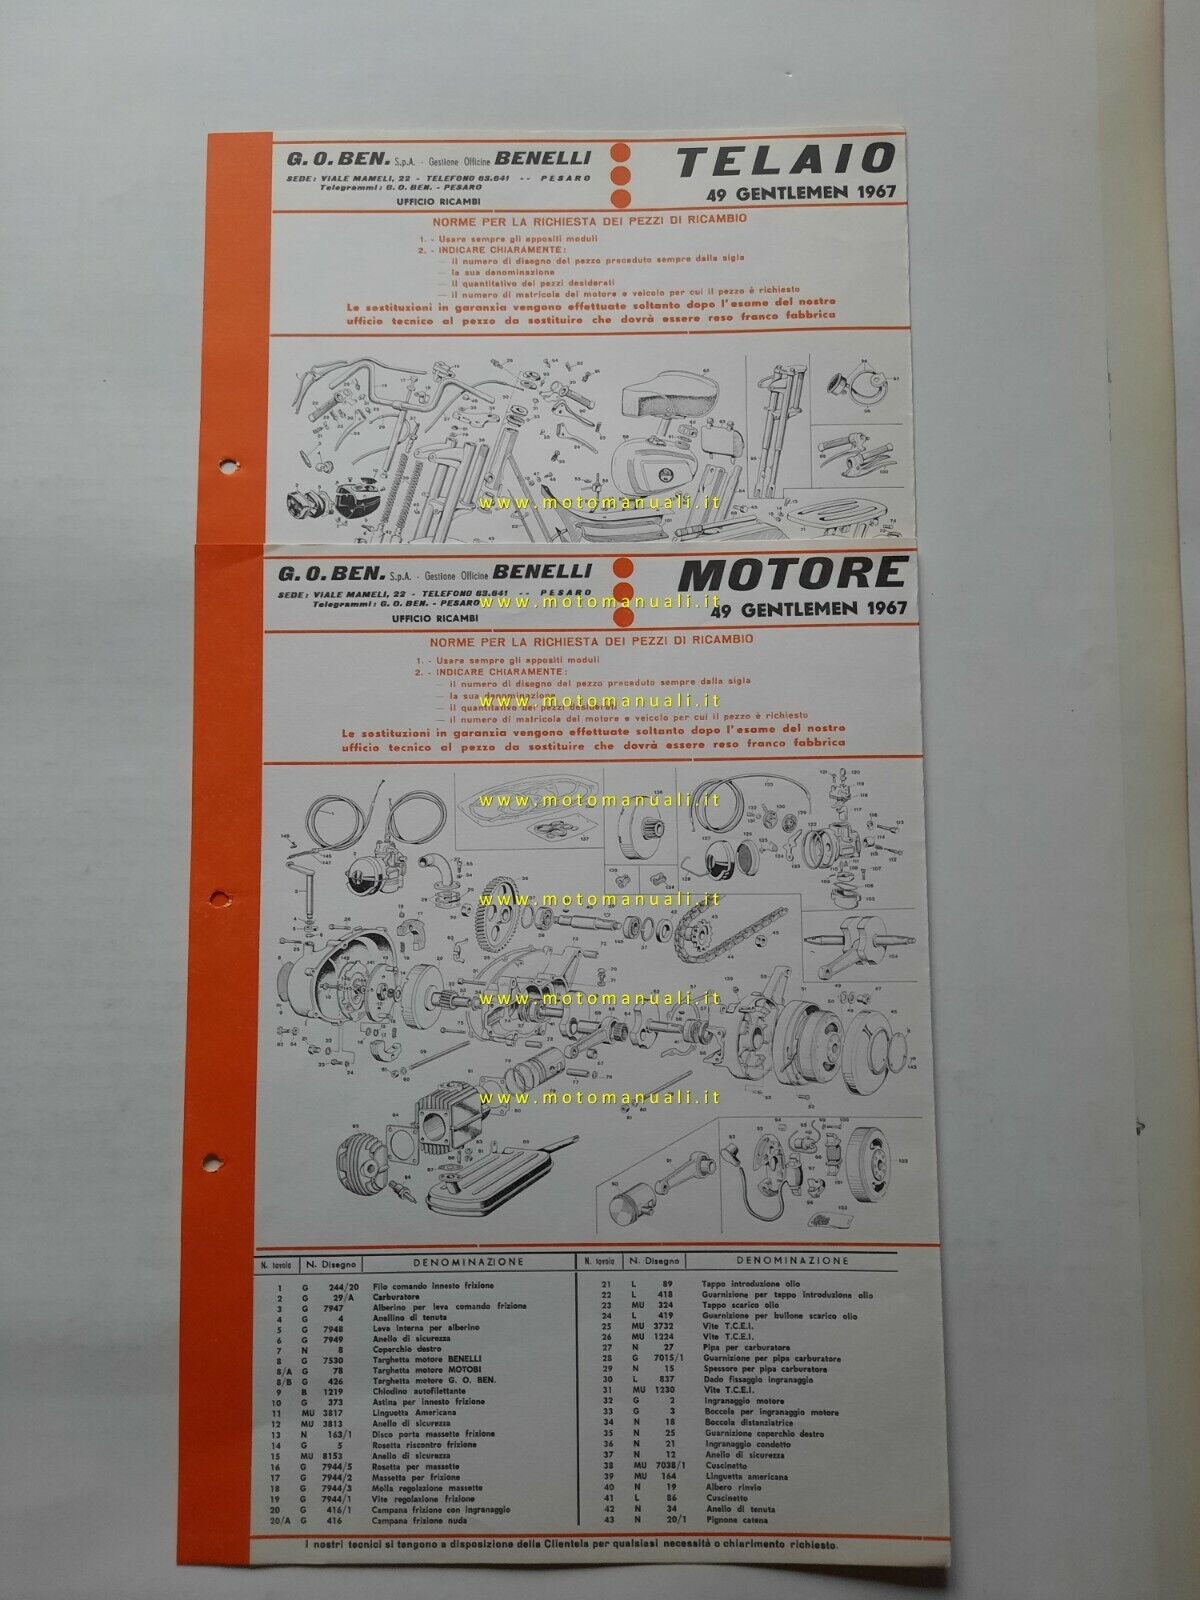 G. O. BEN. S.p.A. - Gestione Officine BENELLI
SEDE: VIALE MAMELI, 22 - TELEFONO 63.641 -- PESARO
Telegrammi: G. O. BEN. - PESARO
UFFICIO RICAMBI
TELAIO
49 GENTLEMEN 1967
NORME PER LA RICHIESTA DEI PEZZI DI RICAMBIO
1. - Usare sempre gli appositi moduli
2. - INDICARE CHIARAMENTE:
— il numero di disegno del pezzo preceduto sempre dalla sigla
— la sua denominazione
— il quantitativo dei pezzi desiderati
— il numero di matricola del motore e veicolo per cui il pezzo è richiesto
Le sostituzioni in garanzia vengono effettuate soltanto dopo l'esame del nostro
ufficio tecnico al pezzo da sostituire che dovrà essere reso franco fabbrica
www.motomanuali.it
G. O. BEN. S.p.A. - Gestione Officine BENELLI
SEDE: VIALE MAMELI, 22 - TELEFONO 63.641 -- PESARO
Telegrammi: G. O. BEN. - PESARO
UFFICIO RICAMBI
MOTORE
www.motomanuali.it
49 GENTLEMEN 1967
NORME PER LA RICHIESTA DEI PEZZI DI RICAMBIO
1. - Usare sempre gli appositi moduli
2. - INDICARE CHIARAMENTE:
— il numero di disegno del pezzo preceduto sempre dalla sigla
— la sua denominazione
www.motomanuali.it
— il quantitativo dei pezzi desiderati
— il numero di matricola del motore e veicolo per cui il pezzo è richiesto
Le sostituzioni in garanzia vengono effettuate soltanto dopo l'esame del nostro
ufficio tecnico al pezzo da sostituire che dovrà essere reso franco fabbrica
www.motomanuali.it
www.motomanuali.it
www.motomanuali.it
www.motomanuali.it
N. tavola N. Disegno DENOMINAZIONE
1 G 244/20 Filo comando innesto frizione
2 G 29/A Carburatore
3 G 7947 Alberino per leva comando frizione
4 G 4 Anellino di tenuta
5 G 7948 Leva interna per alberino
6 G 7949 Anello di sicurezza
7 N 8 Coperchio destro
8 G 7530 Targhetta motore BENELLI
8/A G 78 Targhetta motore MOTOBI
8/B G 426 Targhetta motore G. O. BEN.
9 B 1219 Chiodino autofilettante
10 G 373 Astina per innesto frizione
11 MU 3817 Linguetta Americana
12 MU 3813 Anello di sicurezza
13 N 163/1 Disco porta massette frizione
14 G 5 Rosetta riscontro frizione
15 MU 8153 Anello di sicurezza
16 G 7944/5 Rosetta per massette
17 G 7944/2 Massetta per frizione
18 G 7944/3 Molla regolazione massette
19 G 7944/1 Vite regolazione frizione
20 G 416/1 Campana frizione con ingranaggio
20/A G 416 Campana frizione nuda
N. tavola N. Disegno DENOMINAZIONE
21 L 89 Tappo introduzione olio
22 L 418 Guarnizione per tappo introduzione olio
23 MU 324 Tappo scarico olio
24 L 419 Guarnizione per bullone scarico olio
25 MU 3732 Vite T.C.E.I.
26 MU 1224 Vite T.C.E.I.
27 N 27 Pipa per carburatore
28 G 7015/1 Guarnizione per pipa carburatore
29 N 15 Spessore per pipa carburatore
30 L 837 Dado fissaggio ingranaggio
31 MU 1230 Vite T.C.E.I.
32 G 2 Ingranaggio motore
33 G 3 Boccola per ingranaggio motore
34 N 18 Boccola distanziatrice
35 N 25 Guarnizione coperchio destro
36 N 21 Ingranaggio condotto
37 N 12 Anello di sicurezza
38 MU 7038/1 Cuscinetto
39 MU 164 Linguetta americana
40 N 19 Albero rinvio
41 L 86 Cuscinetto
42 N 34 Anello di tenuta
43 N 20/1 Pignone catena
I nostri tecnici si tengono a disposizione della Clientela per qualsiasi necessità o chiarimento richiesto.